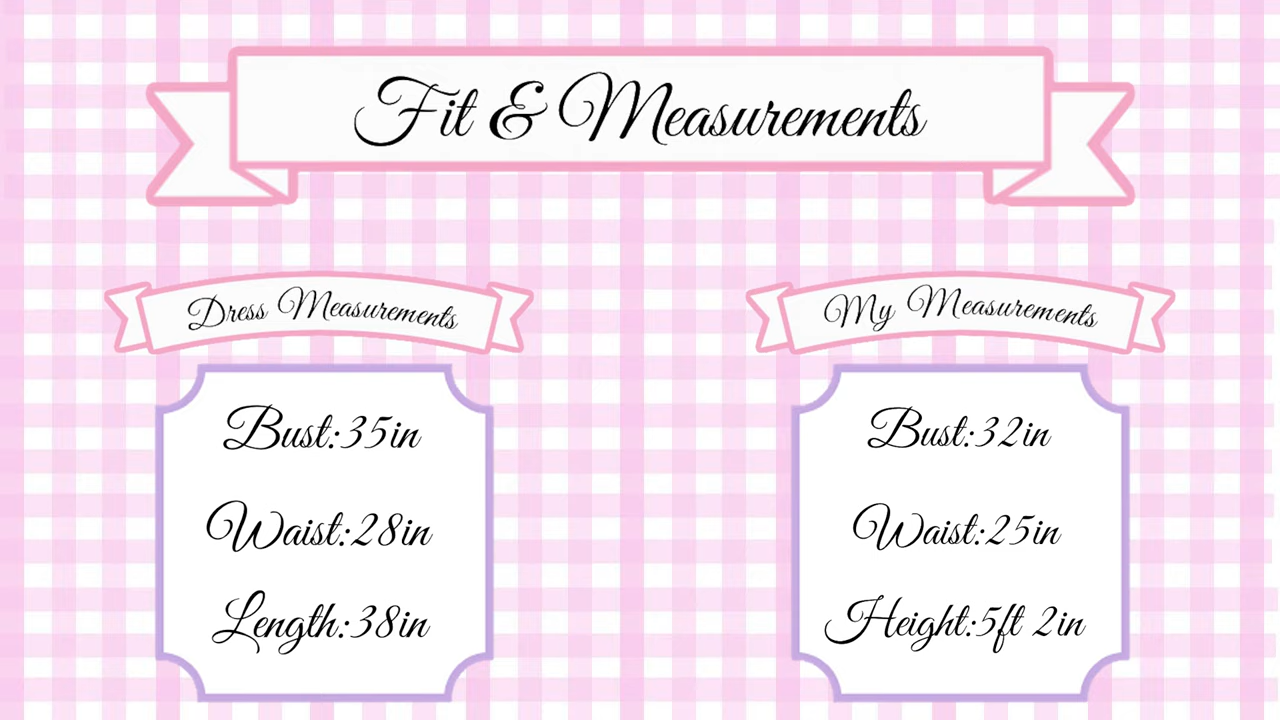 Fit & Measurements
Dress Measurements
Bust:35in
Waist:28in
Length:38in
My Measurements
Bust:32in
Waist:25in
Height:5ft 2in